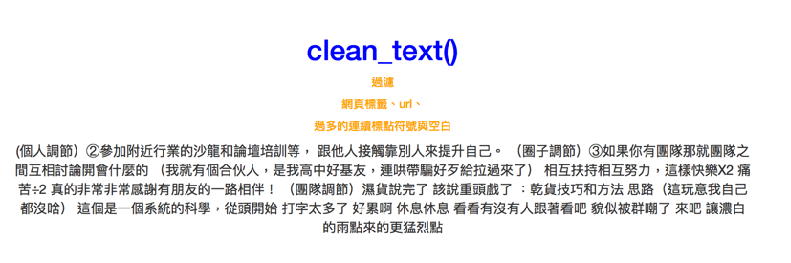 clean_text()
過濾
網頁標籤、url、
過多的連續標點符號與空白
(個人調節）②參加附近行業的沙龍和論壇培訓等， 跟他人接觸靠別人來提升自己。 （圈子調節）③如果你有團隊那就團隊之
間互相討論開會什麼的 （我就有個合伙人，是我高中好基友，連哄帶騙好歹給拉過來了） 相互扶持相互努力，這樣快樂X2 痛
苦÷2 真的非常非常感謝有朋友的一路相伴！ （團隊調節）濕貨說完了 該說重頭戲了 ；乾貨技巧和方法 思路（這玩意我自己
都沒啥） 這個是一個系統的科學，從頭開始 打字太多了 好累啊 休息休息 看看有沒有人跟著看吧 貌似被群嘲了 來吧 讓濃白
的雨點來的更猛烈點